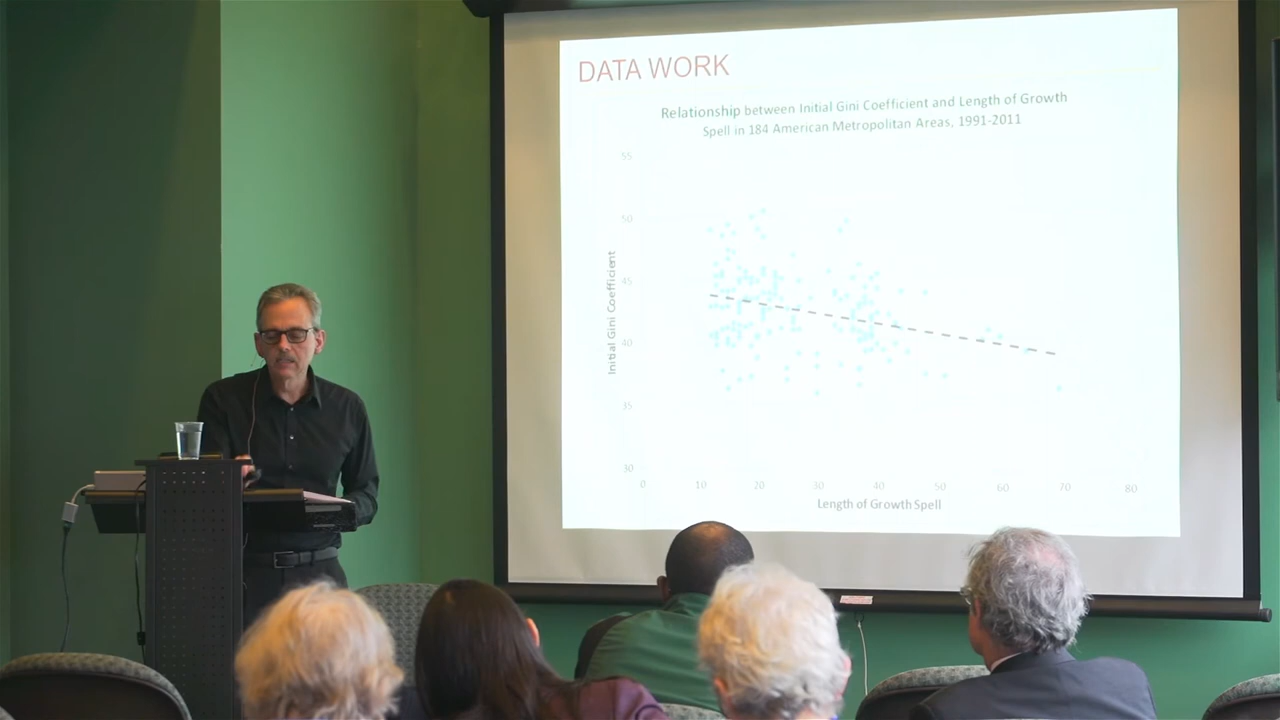 DATA WORK
Relationship between Initial Gini Coefficient and Length of Growth
Spell in 184 American Metropolitan Areas, 1991-2011
55
50
45
40
35
30
Initial Gini Coefficient
0 10 20 30 40 50 60 70 80
Length of Growth Spell